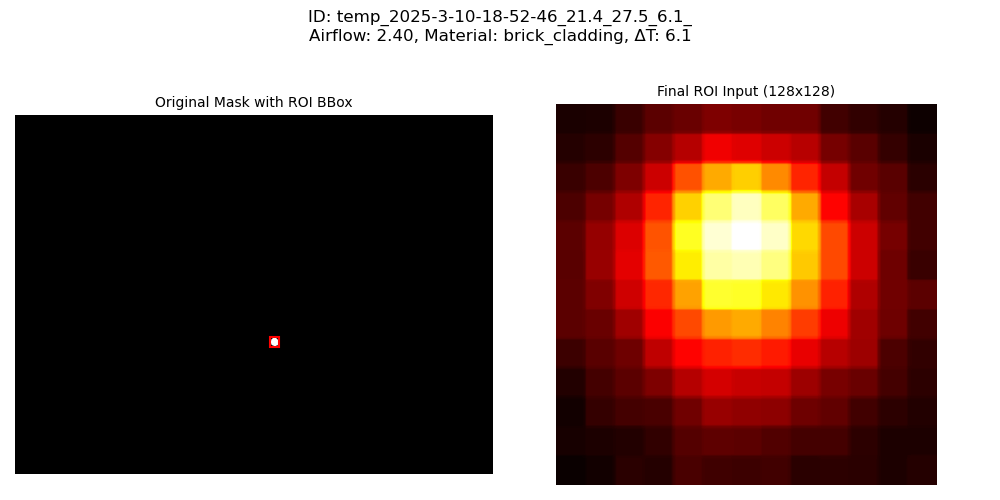 ID: temp_2025-3-10-18-52-46_21.4_27.5_6.1_
Airflow: 2.40, Material: brick_cladding, ΔT: 6.1
Original Mask with ROI BBox
Final ROI Input (128x128)